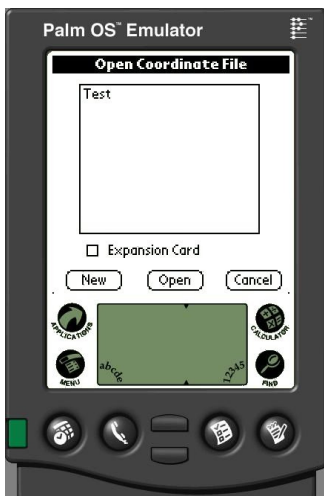 Palm OS™ Emulator
Open Coordinate File
Test
Expansion Card
New Open Cancel
APPLICATIONS CALCULATOR
MENU abcde 12345 FIND